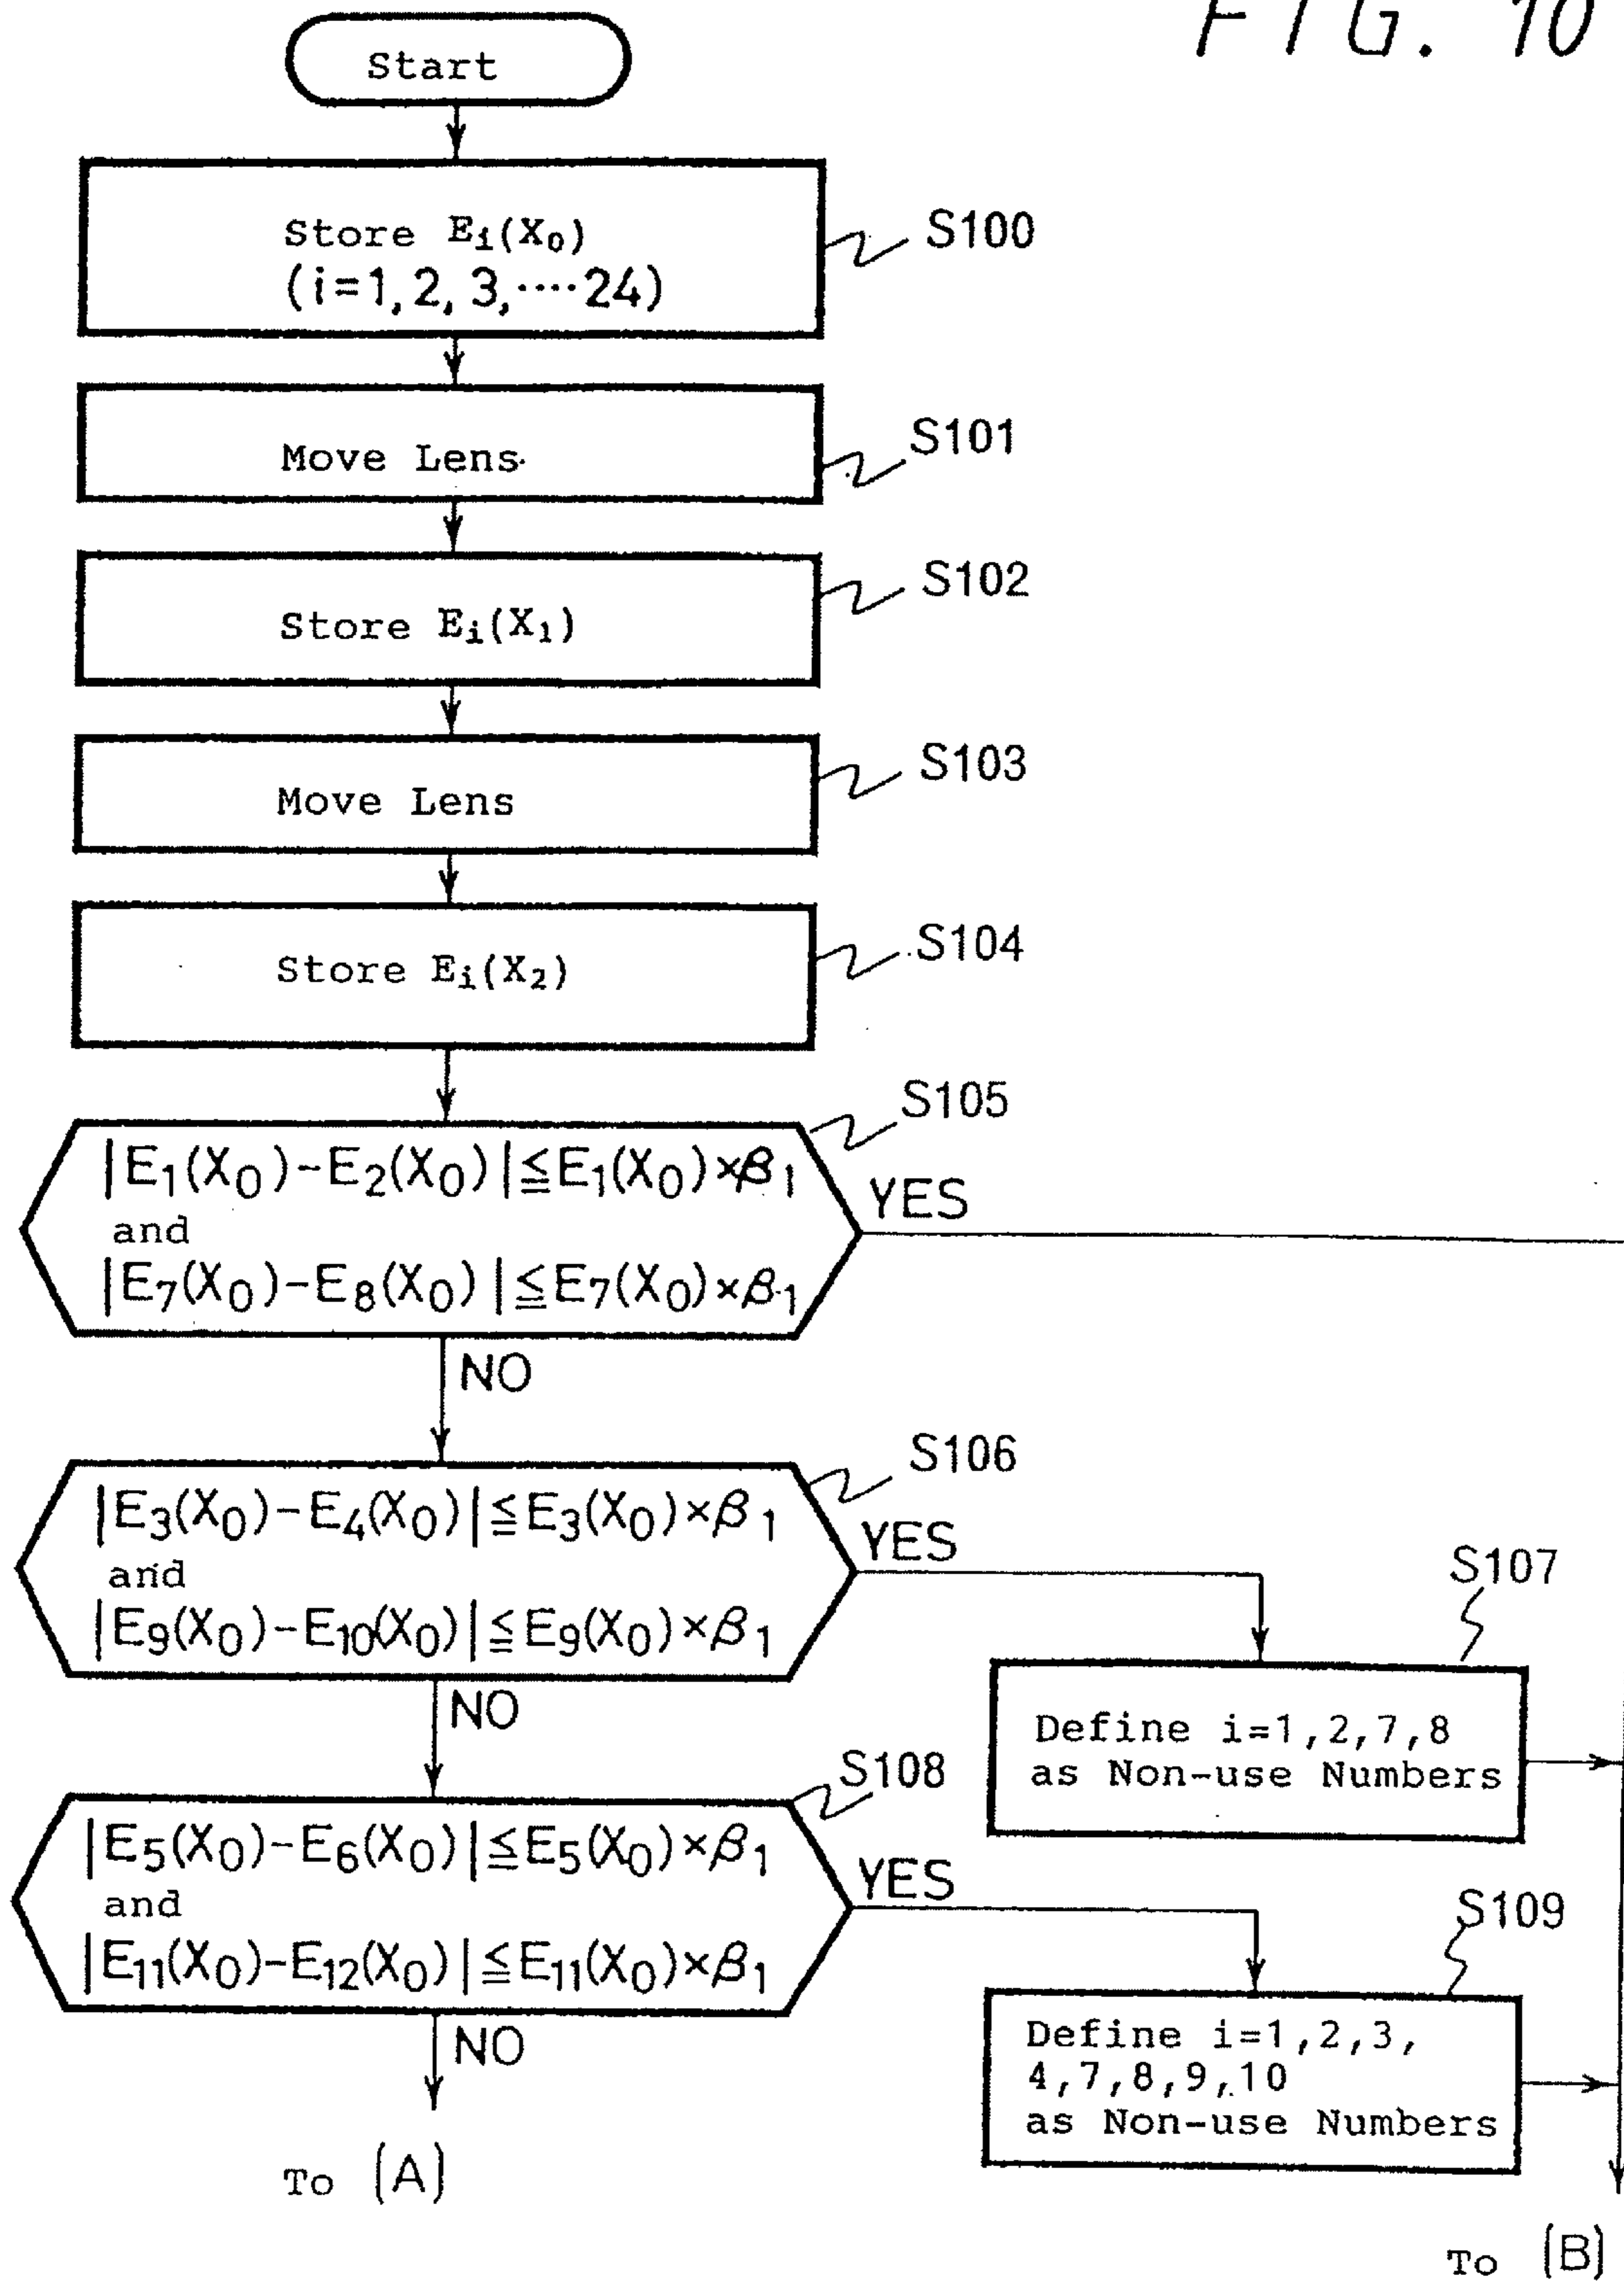 FIG. 10
Start
Store Ei(X0)
(i=1, 2, 3, ····24)
S100
Move Lens
S101
Store Ei(X1)
S102
Move Lens
S103
Store Ei(X2)
S104
S105
|E1(X0)-E2(X0)|≦E1(X0)×β1
and
|E7(X0)-E8(X0)|≦E7(X0)×β1
YES
NO
S106
|E3(X0)-E4(X0)|≦E3(X0)×β1
and
|E9(X0)-E10(X0)|≦E9(X0)×β1
YES
NO
S107
Define i=1,2,7,8
as Non-use Numbers
S108
|E5(X0)-E6(X0)|≦E5(X0)×β1
and
|E11(X0)-E12(X0)|≦E11(X0)×β1
YES
NO
S109
Define i=1,2,3,
4,7,8,9,10
as Non-use Numbers
To (A)
To (B)